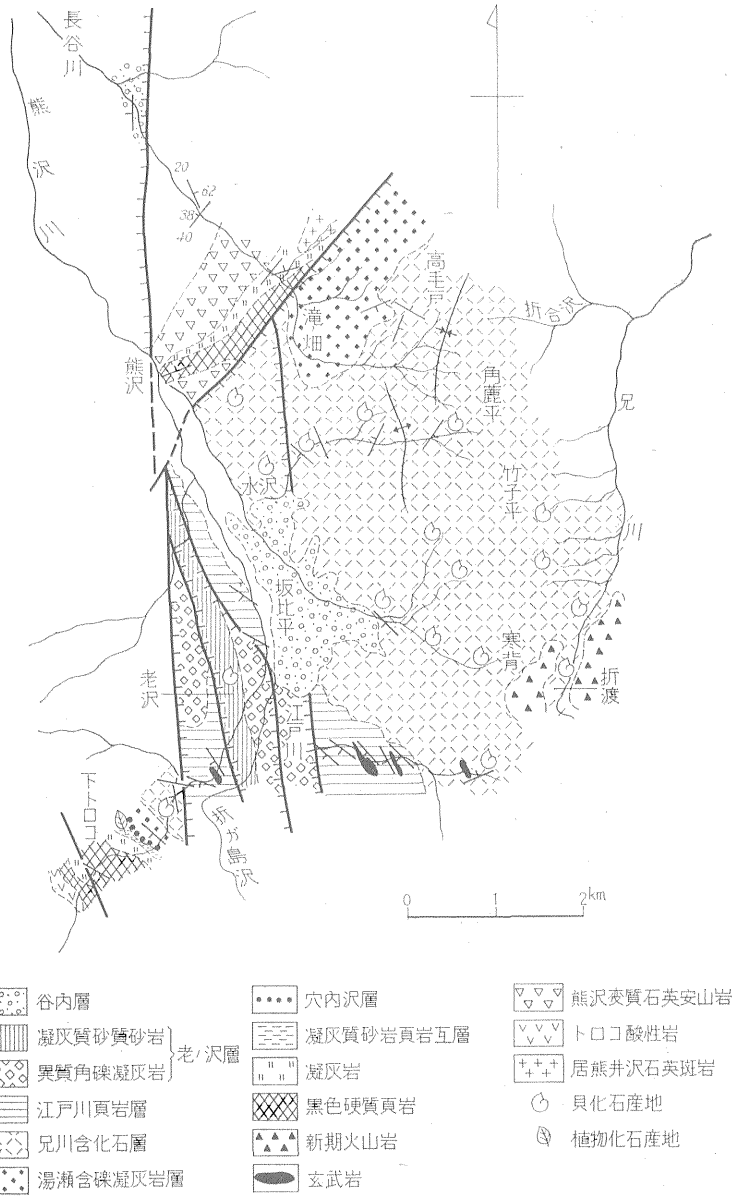 長谷川
熊沢川
20
62
38
40
高毛戸
竜畑
折合沢
熊沢
角鹿平
兄川
水沢
竹子平
坂比平
寒背
老沢
折渡
江戸川
下トロコ
折ガ島沢
0 1 2km
谷内層
凝灰質砂質砂岩
異質角礫凝灰岩
老ノ沢層
江戸川頁岩層
兄川含化石層
湯瀬含礫凝灰岩層
穴内沢層
凝灰質砂岩頁岩互層
凝灰岩
黒色硬質頁岩
新期火山岩
玄武岩
熊沢変質石英安山岩
トロコ酸性岩
居熊井沢石英斑岩
貝化石産地
植物化石産地